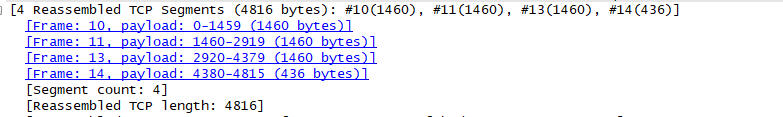 [4 Reassembled TCP Segments (4816 bytes): #10(1460), #11(1460), #13(1460), #14(436)]
[Frame: 10, payload: 0-1459 (1460 bytes)]
[Frame: 11, payload: 1460-2919 (1460 bytes)]
[Frame: 13, payload: 2920-4379 (1460 bytes)]
[Frame: 14, payload: 4380-4815 (436 bytes)]
[Segment count: 4]
[Reassembled TCP length: 4816]